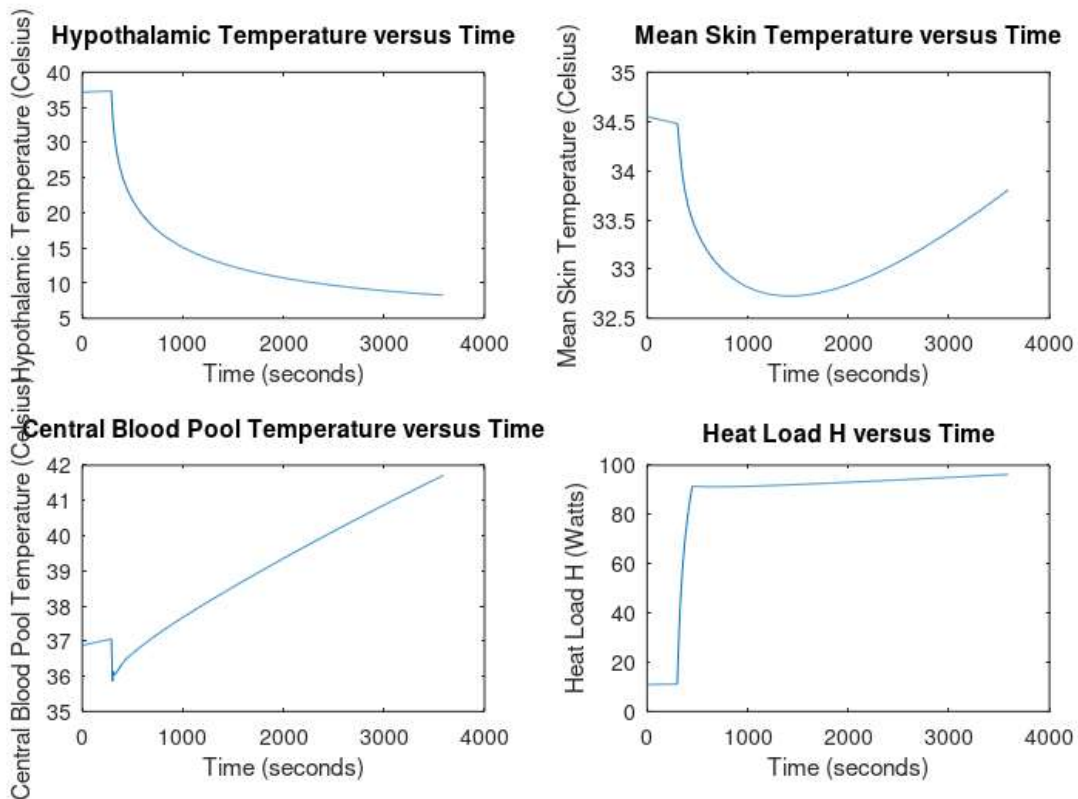 Hypothalamic Temperature versus Time
Hypothalamic Temperature (Celsius)
40
35
30
25
20
15
10
5
0 1000 2000 3000 4000
Time (seconds)
Mean Skin Temperature versus Time
Mean Skin Temperature (Celsius)
35
34.5
34
33.5
33
32.5
0 1000 2000 3000 4000
Time (seconds)
Central Blood Pool Temperature versus Time
Central Blood Pool Temperature (Celsius)
42
41
40
39
38
37
36
35
0 1000 2000 3000 4000
Time (seconds)
Heat Load H versus Time
Heat Load H (Watts)
100
80
60
40
20
0
0 1000 2000 3000 4000
Time (seconds)